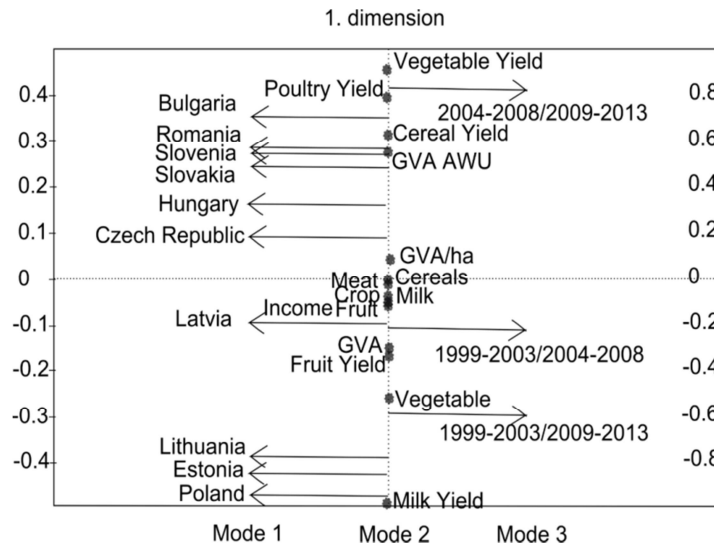 1. dimension
Vegetable Yield
0.4
Poultry Yield
0.8
Bulgaria
2004-2008/2009-2013
0.3
Romania
Cereal Yield
0.6
Slovenia
GVA AWU
0.2
Slovakia
0.4
Hungary
0.1
Czech Republic
0.2
GVA/ha
0
Meat
Cereals
0
Crop
Milk
Income
Fruit
-0.1
Latvia
-0.2
GVA
1999-2003/2004-2008
-0.2
Fruit Yield
-0.4
-0.3
Vegetable
-0.6
1999-2003/2009-2013
Lithuania
-0.4
Estonia
-0.8
Poland
Milk Yield
Mode 1
Mode 2
Mode 3